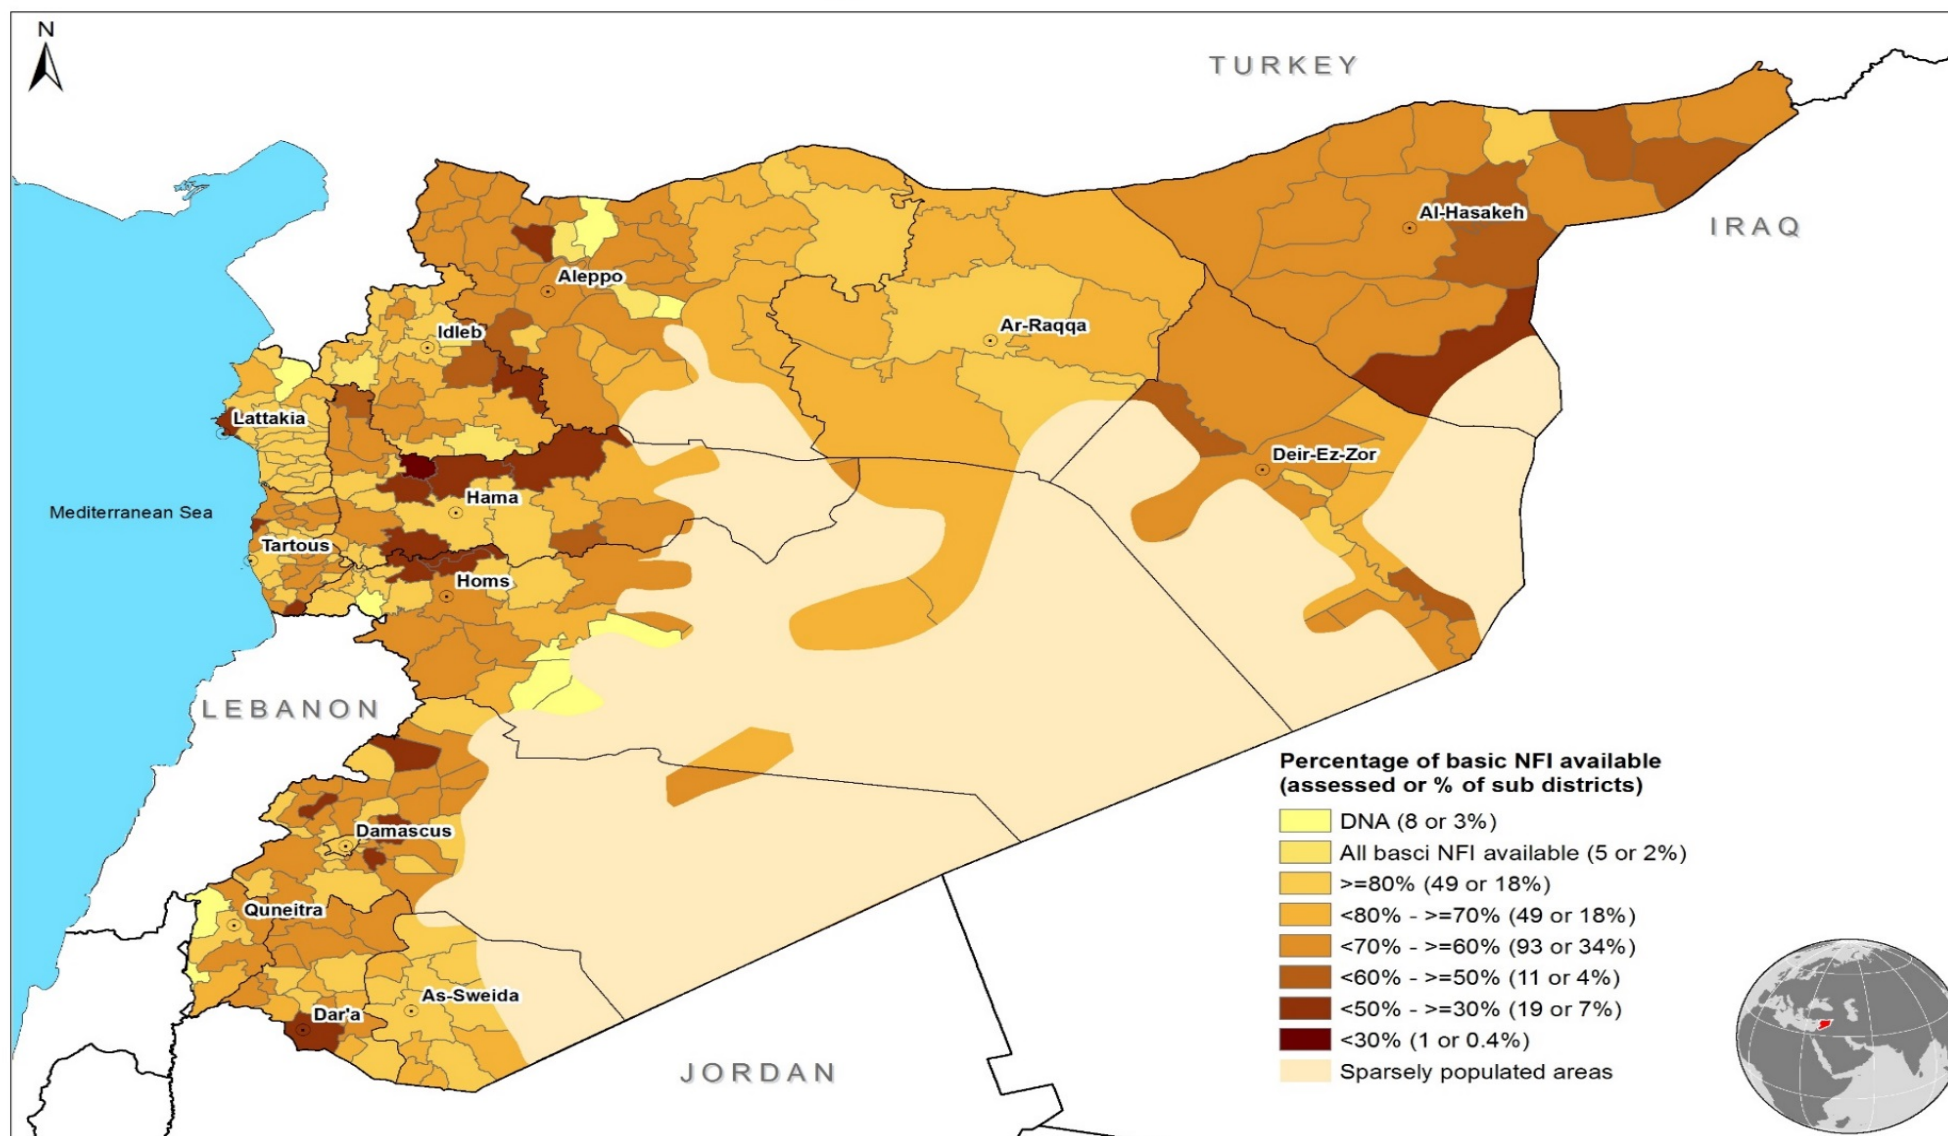 N
TURKEY
IRAQ
Al-Hasakeh
Aleppo
Idleb
Ar-Raqqa
Lattakia
Deir-Ez-Zor
Hama
Mediterranean Sea
Tartous
Homs
LEBANON
Damascus
Quneitra
As-Sweida
Dar'a
JORDAN
Percentage of basic NFI available
(assessed or % of sub districts)
DNA (8 or 3%)
All basci NFI available (5 or 2%)
>=80% (49 or 18%)
<80% - >=70% (49 or 18%)
<70% - >=60% (93 or 34%)
<60% - >=50% (11 or 4%)
<50% - >=30% (19 or 7%)
<30% (1 or 0.4%)
Sparsely populated areas